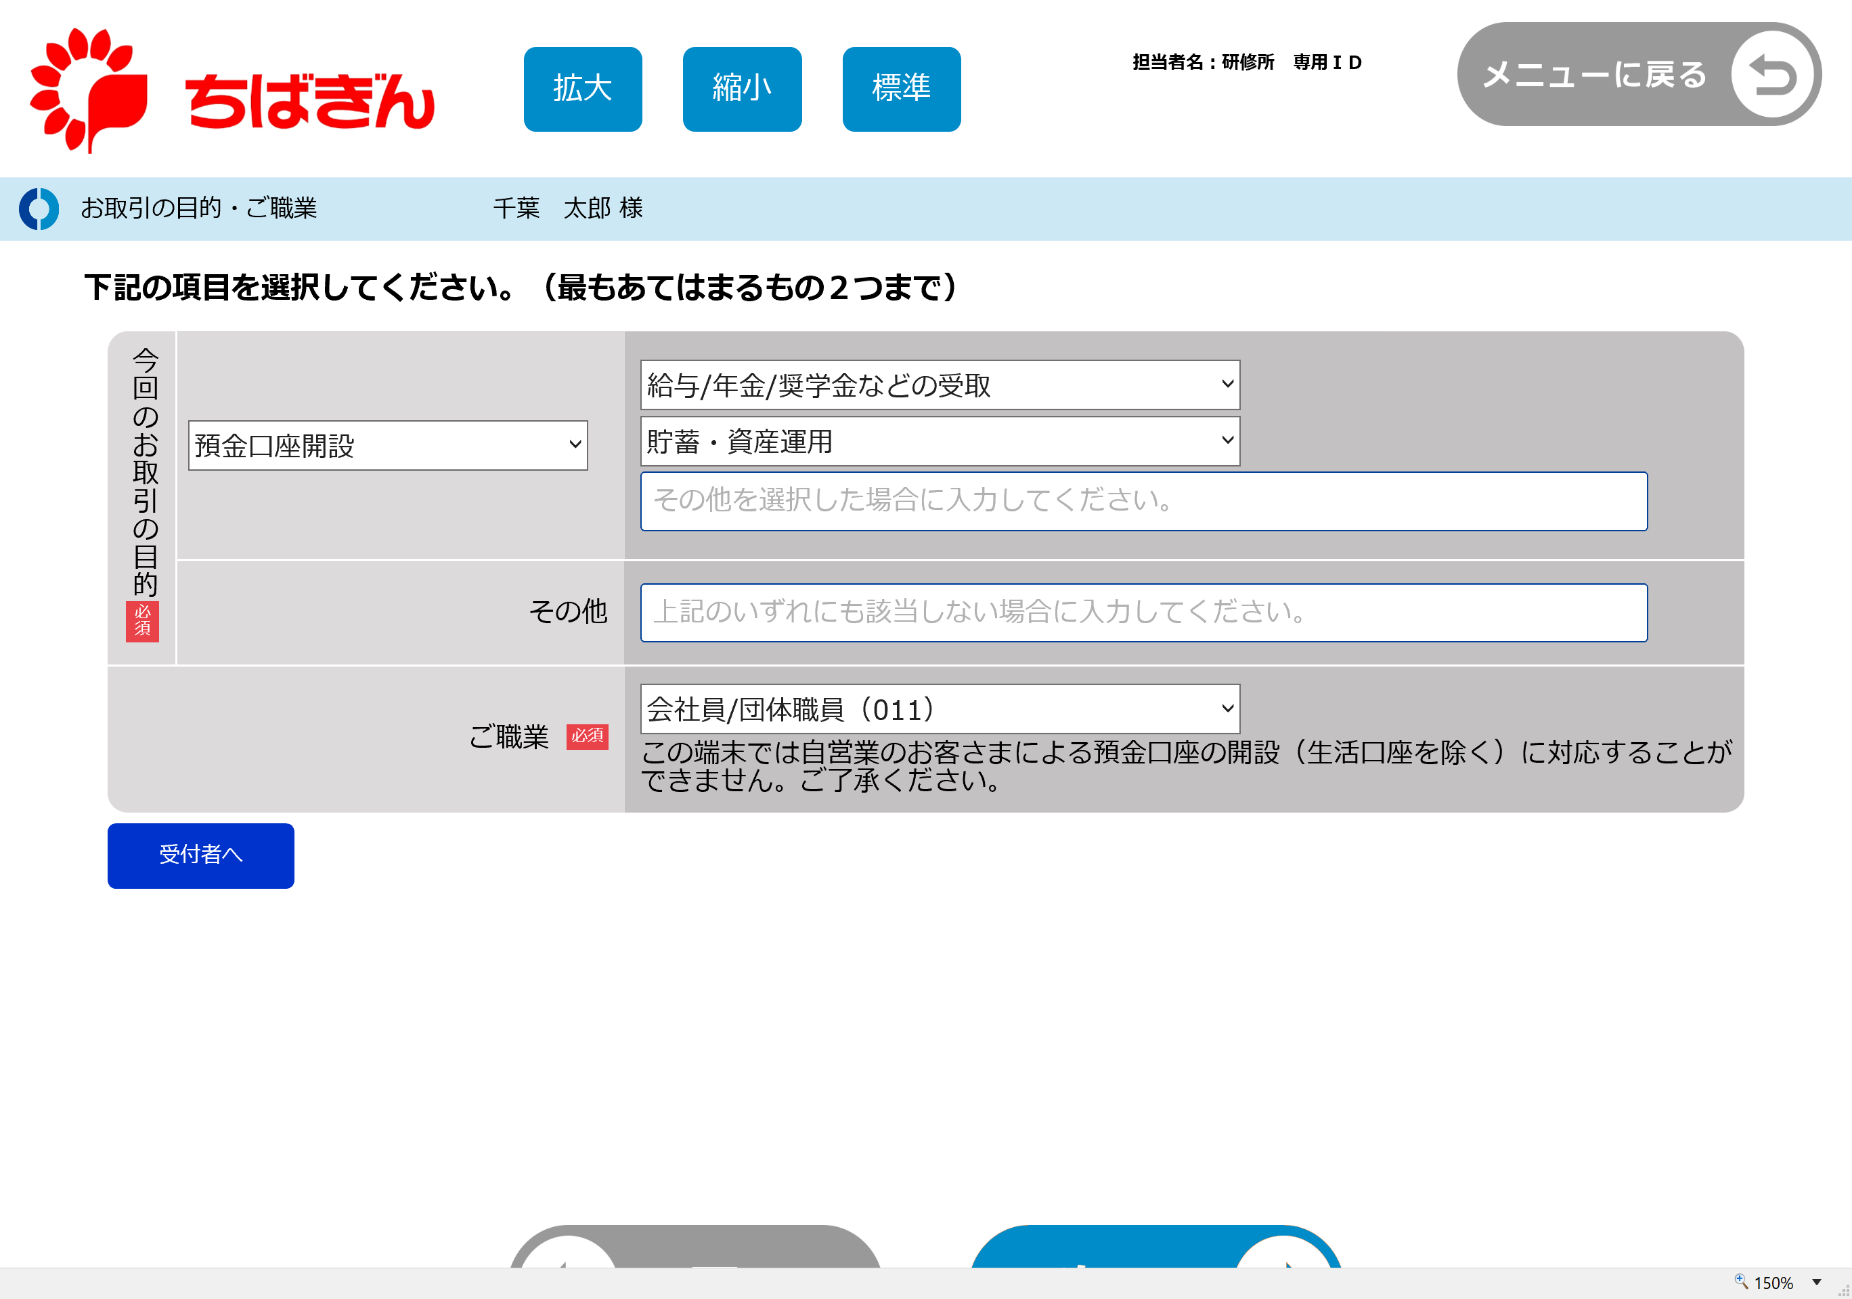 ちばぎん
拡大
縮小
標準
担当者名：研修所　専用ＩＤ
メニューに戻る
お取引の目的・ご職業
千葉　太郎 様
下記の項目を選択してください。（最もあてはまるもの２つまで）
今回のお取引の目的
必須
預金口座開設
給与/年金/奨学金などの受取
貯蓄・資産運用
その他を選択した場合に入力してください。
その他
上記のいずれにも該当しない場合に入力してください。
ご職業
必須
会社員/団体職員（011）
この端末では自営業のお客さまによる預金口座の開設（生活口座を除く）に対応することが
できません。ご了承ください。
受付者へ
150%